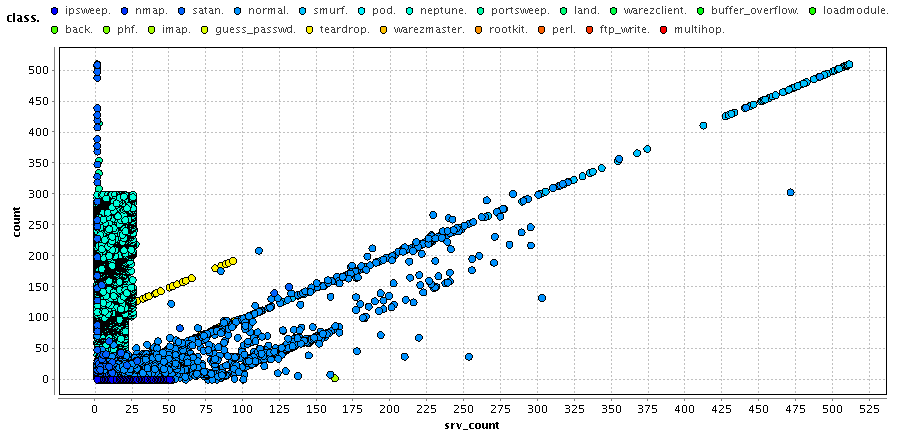 class. ipsweep. nmap. satan. normal. smurf. pod. neptune. portsweep. land. warezclient. buffer_overflow. loadmodule.
back. phf. imap. guess_passwd. teardrop. warezmaster. rootkit. perl. ftp_write. multihop.
500
450
400
350
300
250
200
150
100
50
0
count
0 25 50 75 100 125 150 175 200 225 250 275 300 325 350 375 400 425 450 475 500 525
srv_count